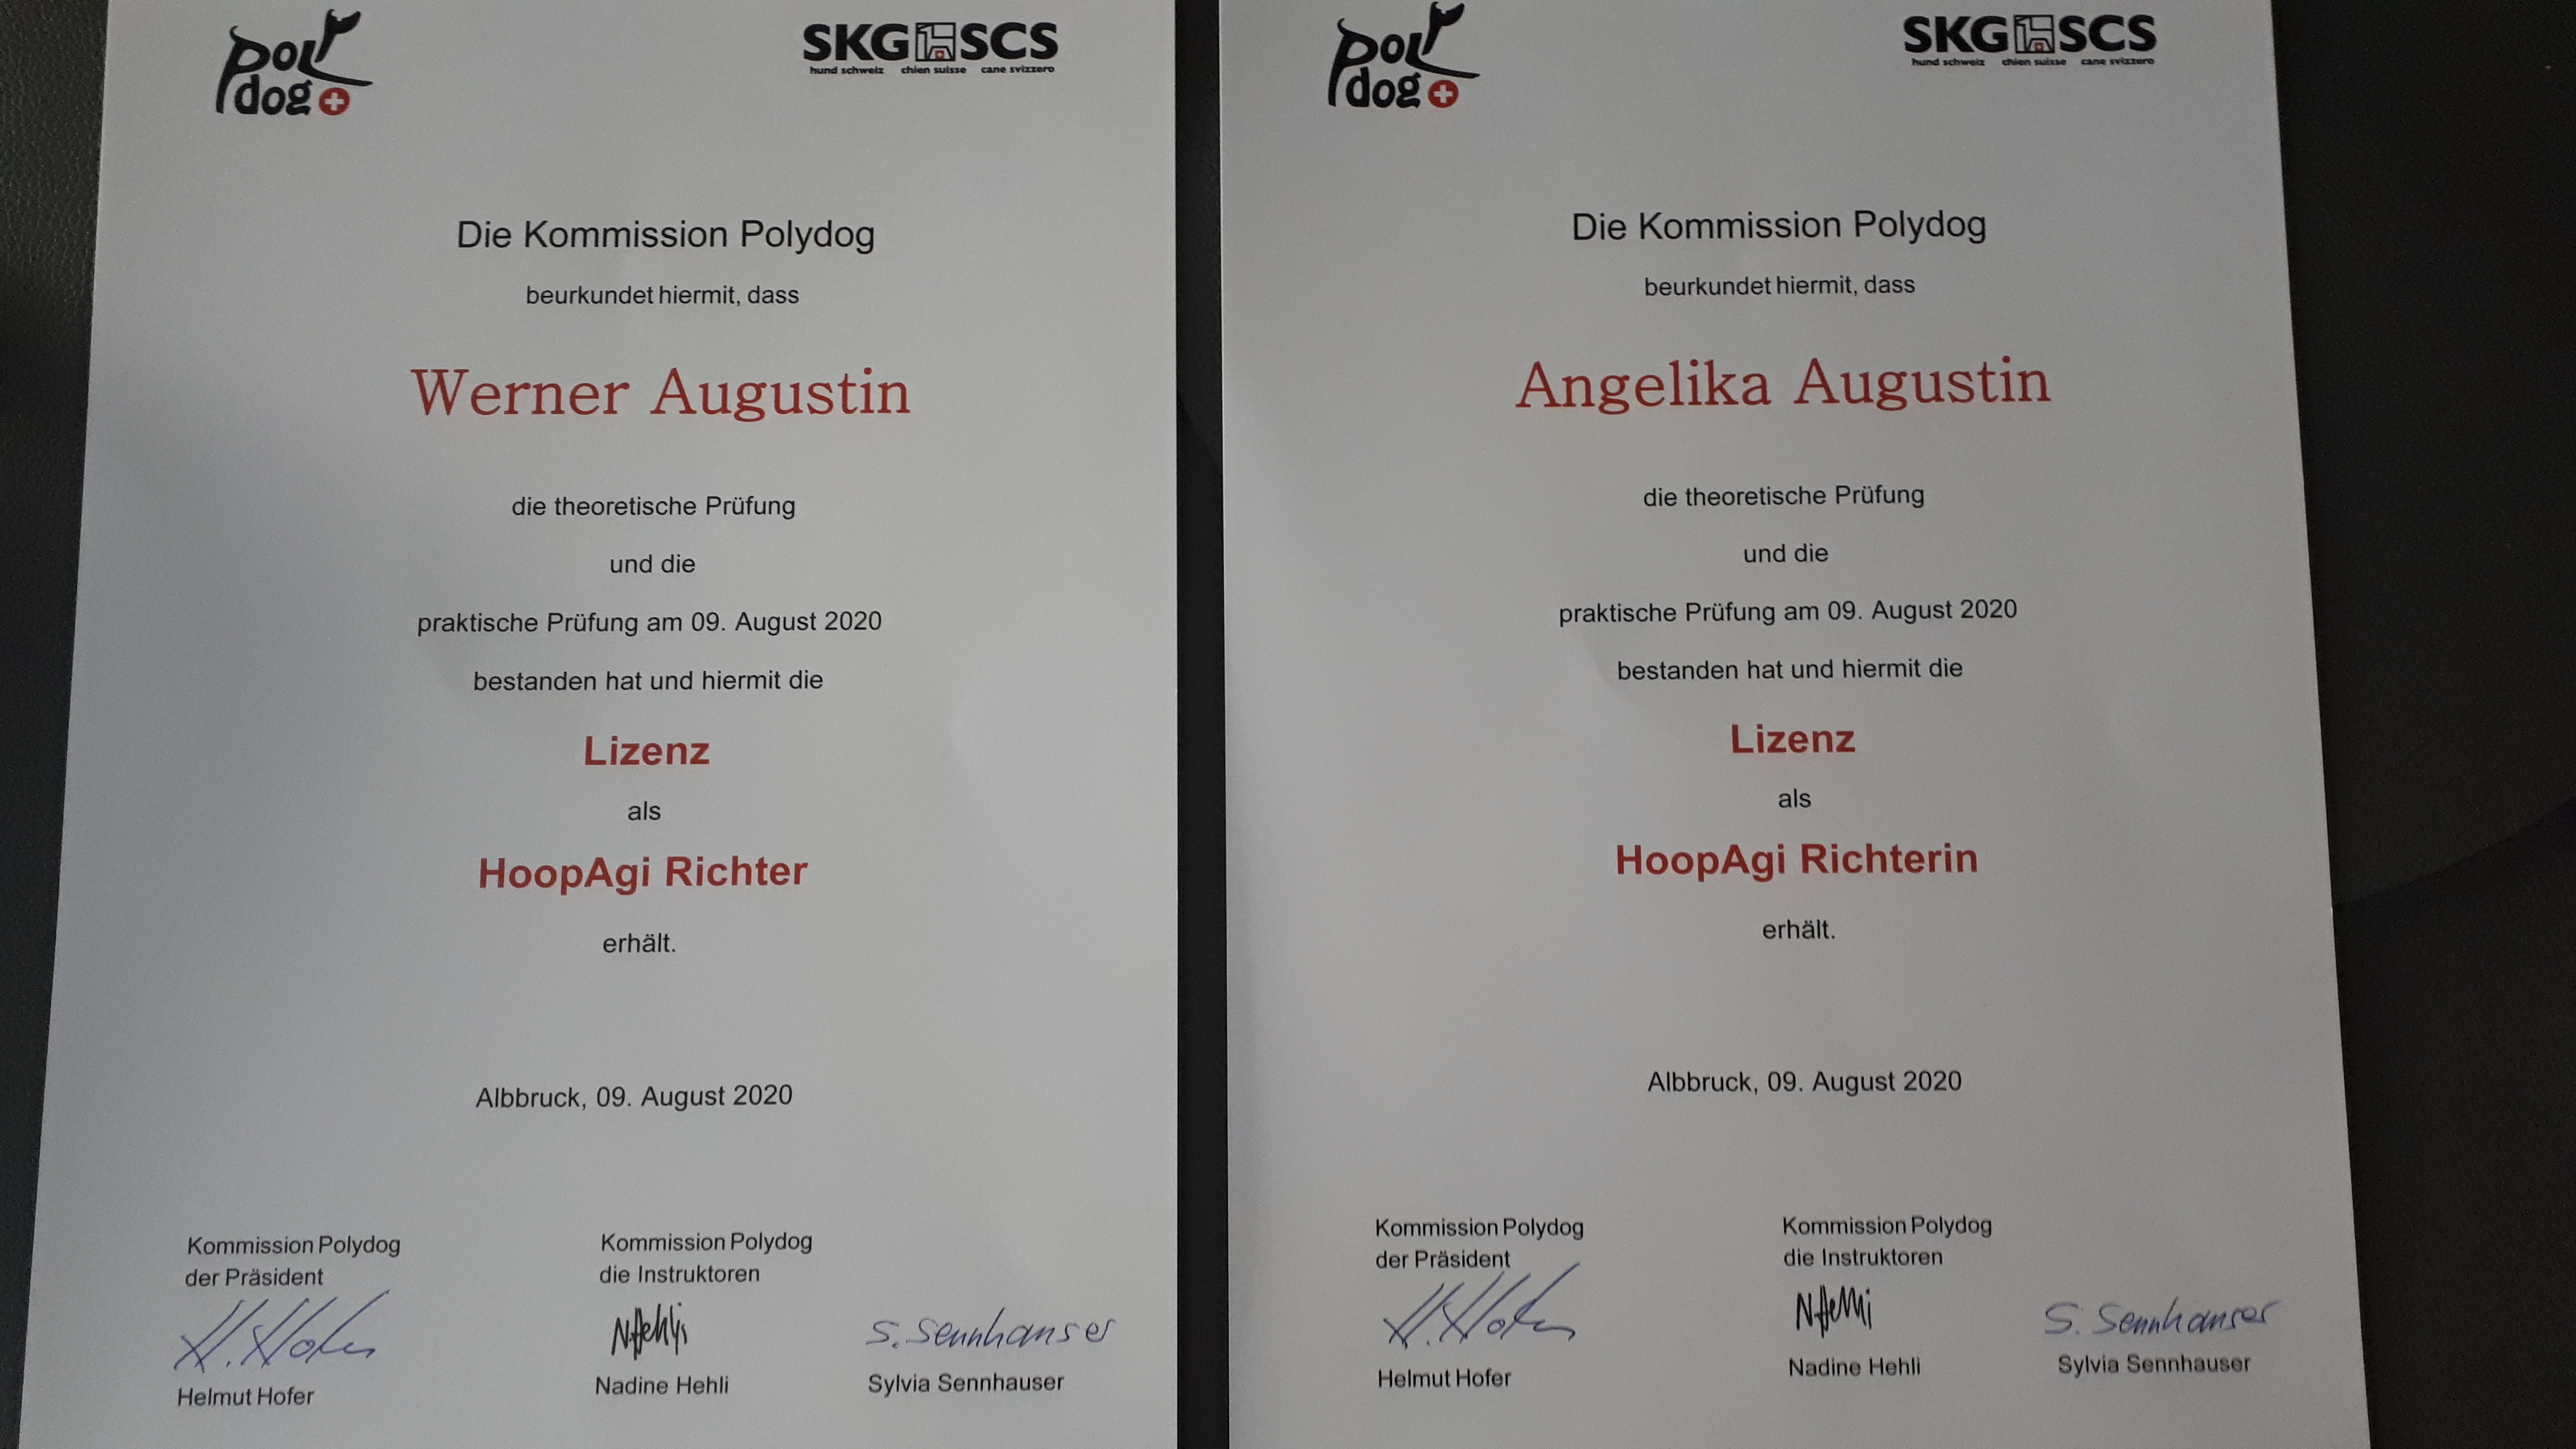 Poly
dog
SKG SCS
hund schweiz chien suisse cane svizzero
Die Kommission Polydog
beurkundet hiermit, dass
Werner Augustin
die theoretische Prüfung
und die
praktische Prüfung am 09. August 2020
bestanden hat und hiermit die
Lizenz
als
HoopAgi Richter
erhält.
Albbruck, 09. August 2020
Kommission Polydog
der Präsident
H. Hofer
Helmut Hofer
Kommission Polydog
die Instruktoren
N. Hehli
Nadine Hehli
S. Sennhauser
Sylvia Sennhauser
Poly
dog
SKG SCS
hund schweiz chien suisse cane svizzero
Die Kommission Polydog
beurkundet hiermit, dass
Angelika Augustin
die theoretische Prüfung
und die
praktische Prüfung am 09. August 2020
bestanden hat und hiermit die
Lizenz
als
HoopAgi Richterin
erhält.
Albbruck, 09. August 2020
Kommission Polydog
der Präsident
H. Hofer
Helmut Hofer
Kommission Polydog
die Instruktoren
N. Hehli
Nadine Hehli
S. Sennhauser
Sylvia Sennhauser